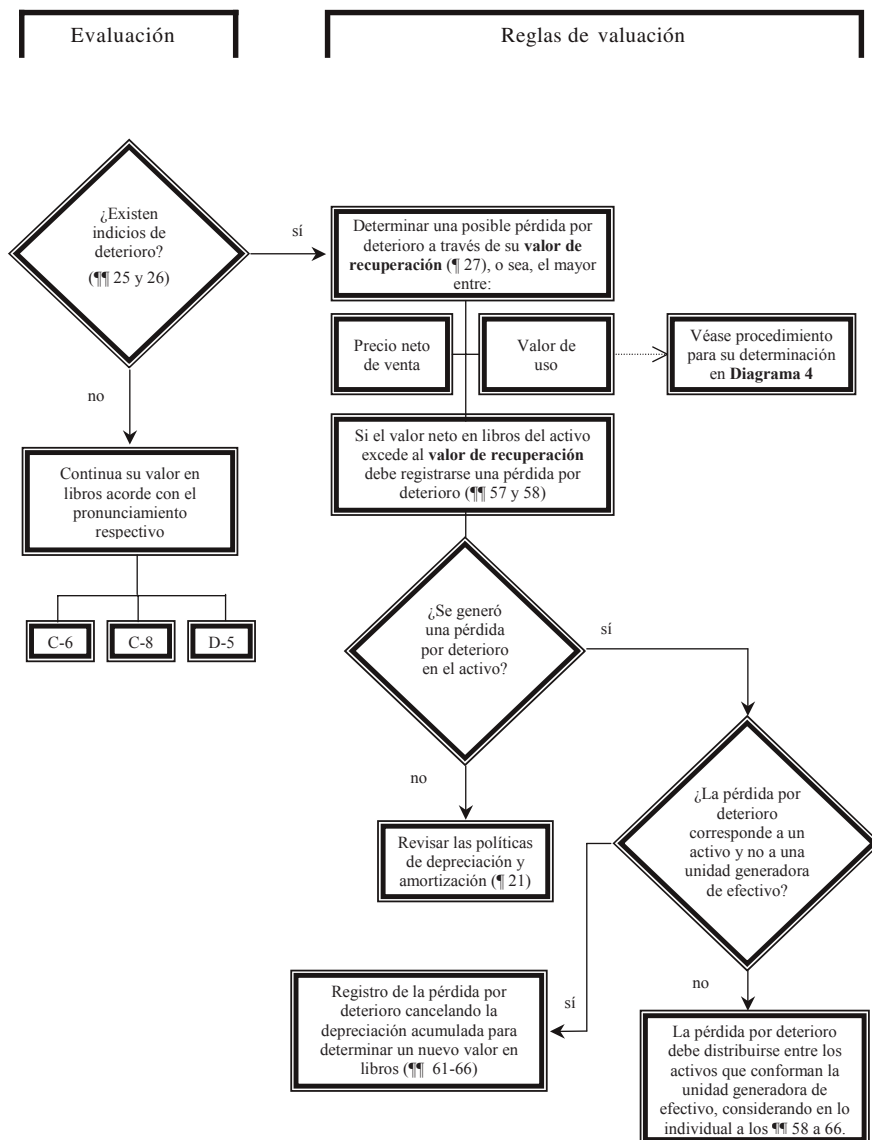 Evaluación
Reglas de valuación
¿Existen
indicios de
deterioro?
(¶¶ 25 y 26)
sí
Determinar una posible pérdida por
deterioro a través de su valor de
recuperación (¶ 27), o sea, el mayor
entre:
Precio neto
de venta
Valor de
uso
Véase procedimiento
para su determinación
en Diagrama 4
no
Si el valor neto en libros del activo
excede al valor de recuperación
debe registrarse una pérdida por
deterioro (¶¶ 57 y 58)
Continua su valor en
libros acorde con el
pronunciamiento
respectivo
C-6
C-8
D-5
¿Se generó
una pérdida
por deterioro
en el activo?
sí
no
Revisar las políticas
de depreciación y
amortización (¶ 21)
¿La pérdida por
deterioro
corresponde a un
activo y no a una
unidad generadora
de efectivo?
sí
no
Registro de la pérdida por
deterioro cancelando la
depreciación acumulada para
determinar un nuevo valor en
libros (¶¶ 61-66)
La pérdida por deterioro
debe distribuirse entre los
activos que conforman la
unidad generadora de
efectivo, considerando en lo
individual a los ¶¶ 58 a 66.